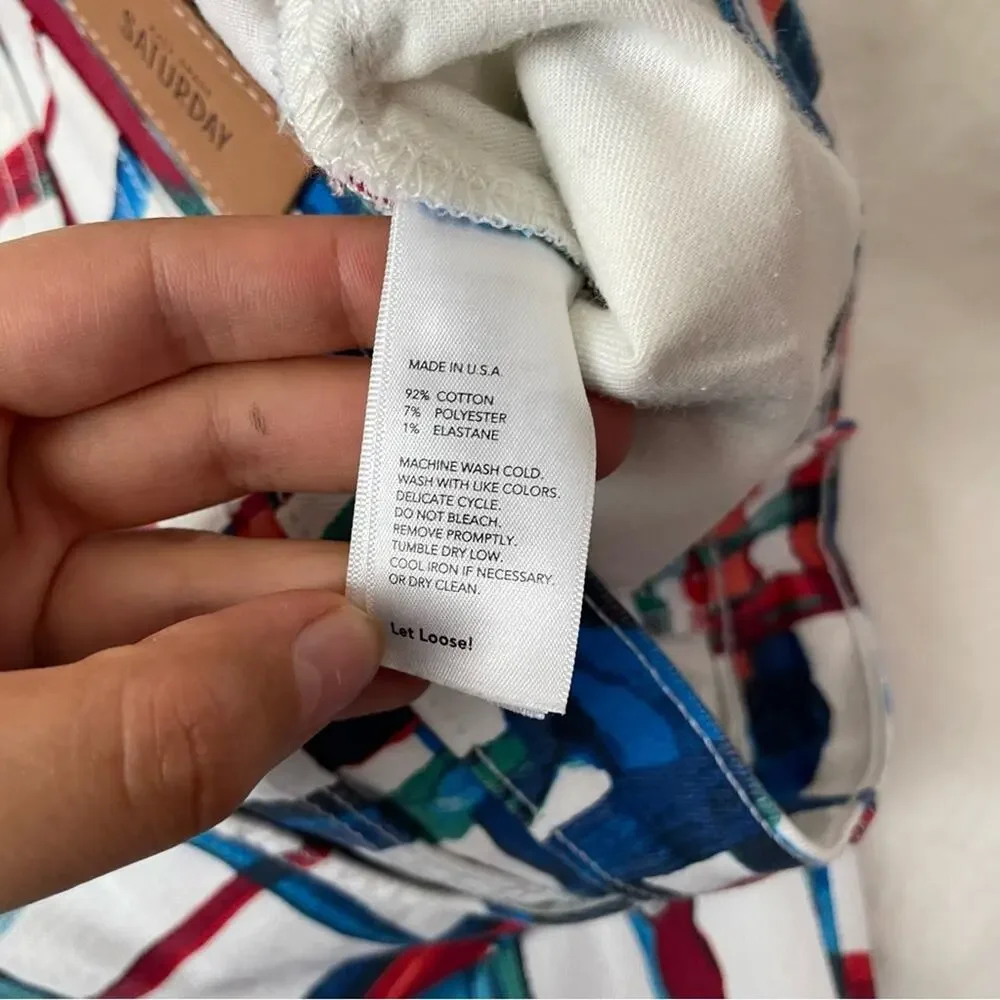 SATURDAY
MADE IN U.S.A.
92% COTTON
7% POLYESTER
1% ELASTANE
MACHINE WASH COLD.
WASH WITH LIKE COLORS.
DELICATE CYCLE.
DO NOT BLEACH.
REMOVE PROMPTLY.
TUMBLE DRY LOW.
COOL IRON IF NECESSARY.
OR DRY CLEAN.
Let Loose!